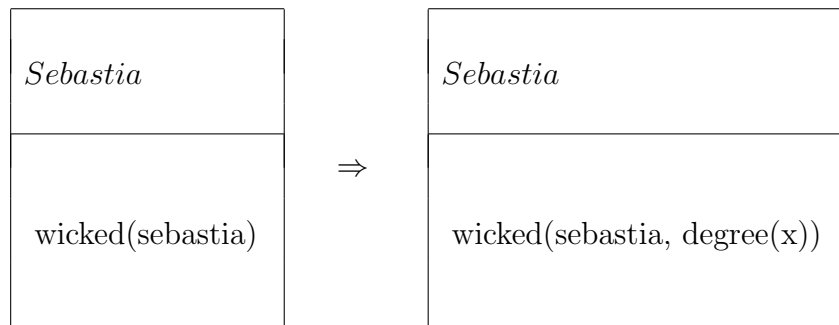 Sebastia
wicked(sebastia)
⇒
Sebastia
wicked(sebastia, degree(x))